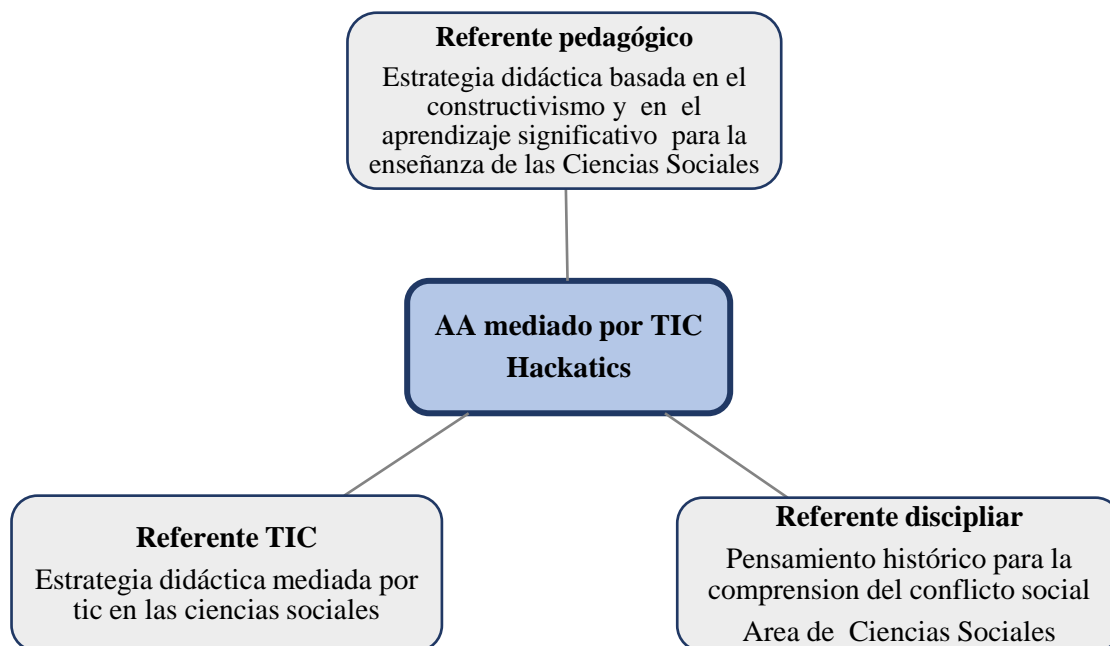 Referente pedagógico
Estrategia didáctica basada en el
constructivismo y en el
aprendizaje significativo para la
enseñanza de las Ciencias Sociales
AA mediado por TIC
Hackatics
Referente TIC
Estrategia didáctica mediada por
tic en las ciencias sociales
Referente discipliar
Pensamiento histórico para la
comprension del conflicto social
Area de Ciencias Sociales